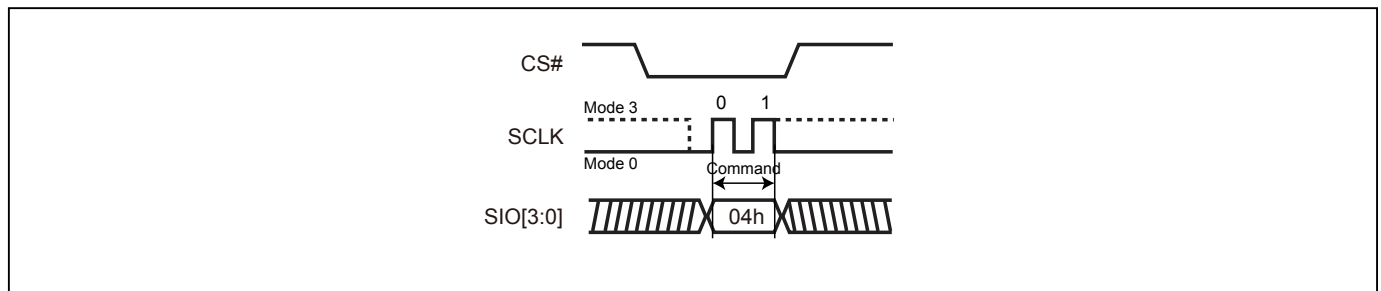 CS#
Mode 3
0 1
SCLK
Mode 0
Command
SIO[3:0]
04h